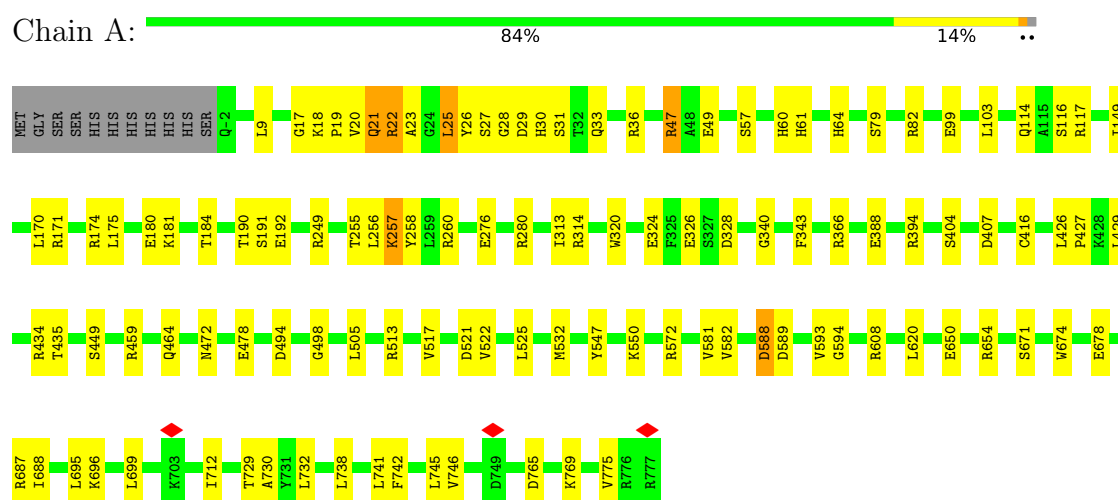 Chain A:
84% 14% ••
MET GLY SER SER HIS HIS HIS HIS HIS HIS SER Q-2 L9 G17 K18 P19 V20 Q21 R22 A23 G24 L25 Y26 S27 G28 D29 H30 S31 T32 Q33 R36 R47 A48 E49 S57 H60 H61 H64 S79 R82 E99 L103 Q114 A115 S116 R117 I149
L170 R171 R174 L175 E180 K181 T184 T190 S191 E192 R249 T255 L256 K257 Y258 L259 R260 E276 R280 I313 R314 W320 E324 F325 E326 S327 D328 G340 F343 R366 E388 R394 S404 D407 C416 L426 P427 K428 L429
R434 T435 S449 R459 Q464 N472 E478 D494 G498 L505 R513 V517 D521 V522 L525 M532 Y547 K550 R572 V581 V582 D588 D589 V593 G594 R608 L620 E650 R654 S671 W674 E678
R687 I688 L695 K696 L699 K703 I712 T729 A730 Y731 L732 L738 L741 F742 L745 V746 D749 D765 K769 V775 R776 R777